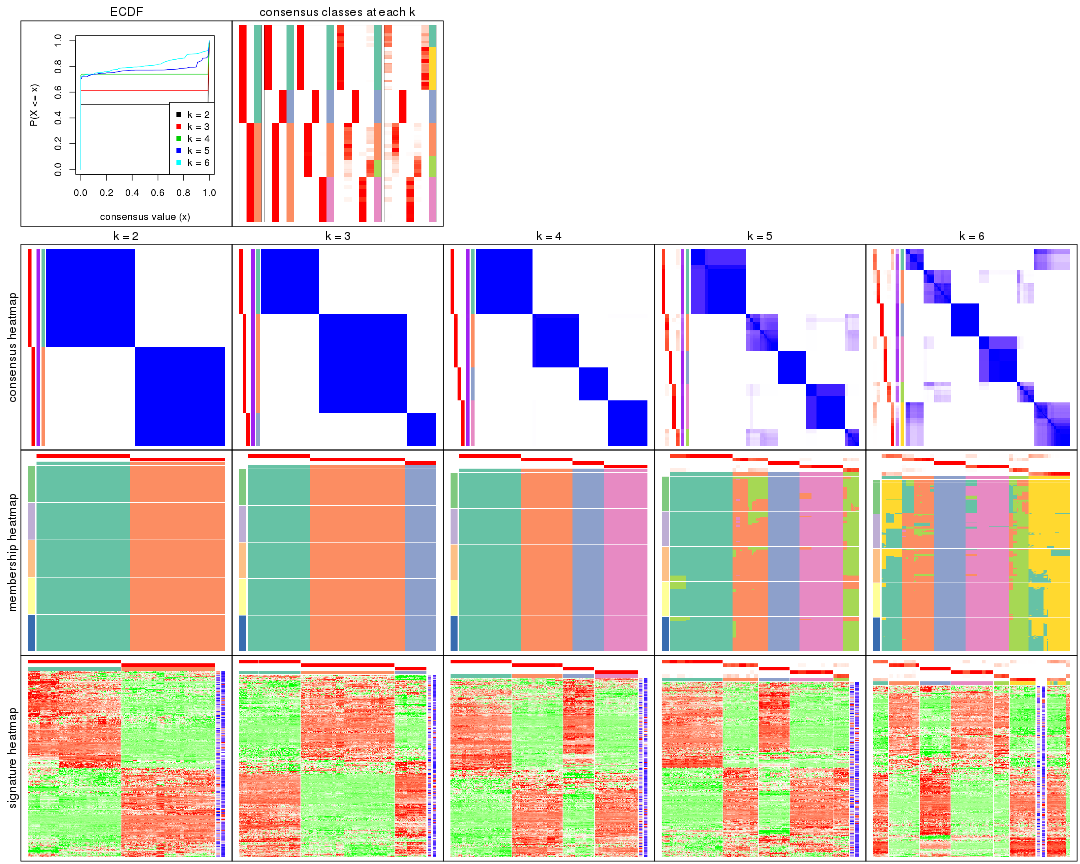 ECDF
consensus classes at each k
P(X <= x)
0.0 0.2 0.4 0.6 0.8 1.0
k = 2
k = 3
k = 4
k = 5
k = 6
0.0 0.2 0.4 0.6 0.8 1.0
consensus value (x)
k = 2
k = 3
k = 4
k = 5
k = 6
consensus heatmap
membership heatmap
signature heatmap